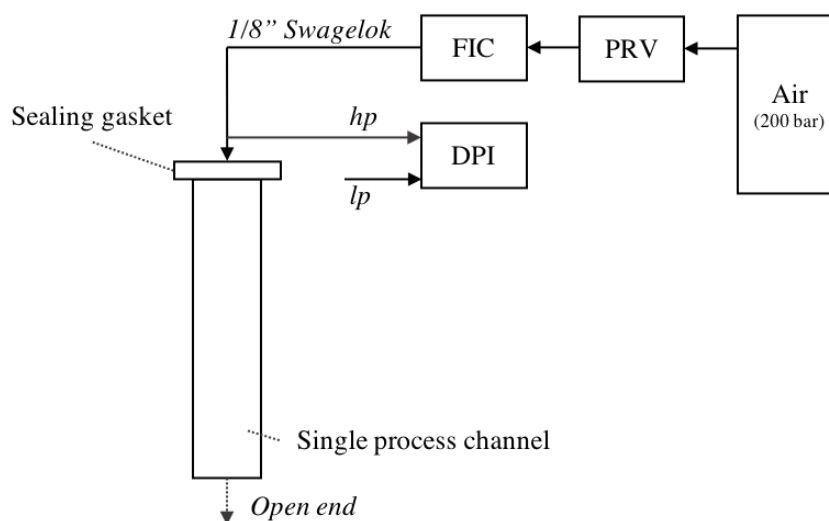 1/8” Swagelok
FIC
PRV
Air
(200 bar)
Sealing gasket
hp
DPI
lp
Single process channel
Open end